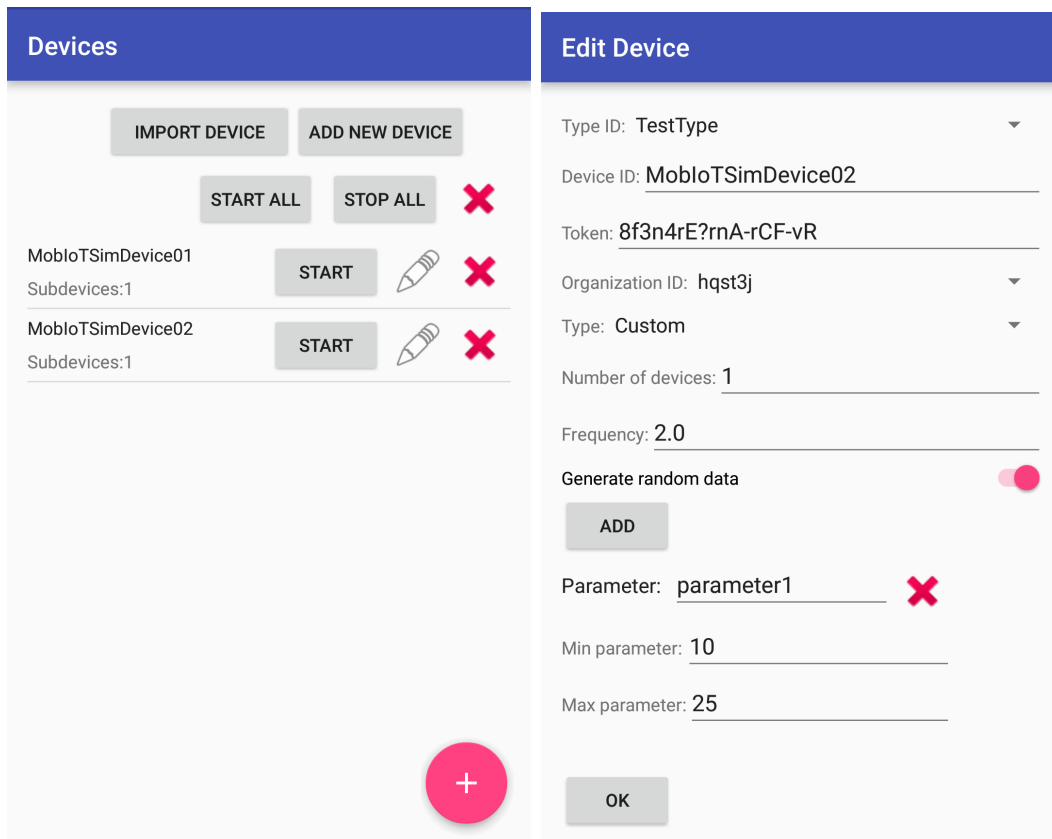 Devices
IMPORT DEVICE ADD NEW DEVICE
START ALL STOP ALL
MobIoTSimDevice01
START
Subdevices:1
MobIoTSimDevice02
START
Subdevices:1
+
Edit Device
Type ID: TestType
Device ID: MobIoTSimDevice02
Token: 8f3n4rE?rnA-rCF-vR
Organization ID: hqst3j
Type: Custom
Number of devices: 1
Frequency: 2.0
Generate random data
ADD
Parameter: parameter1
Min parameter: 10
Max parameter: 25
OK